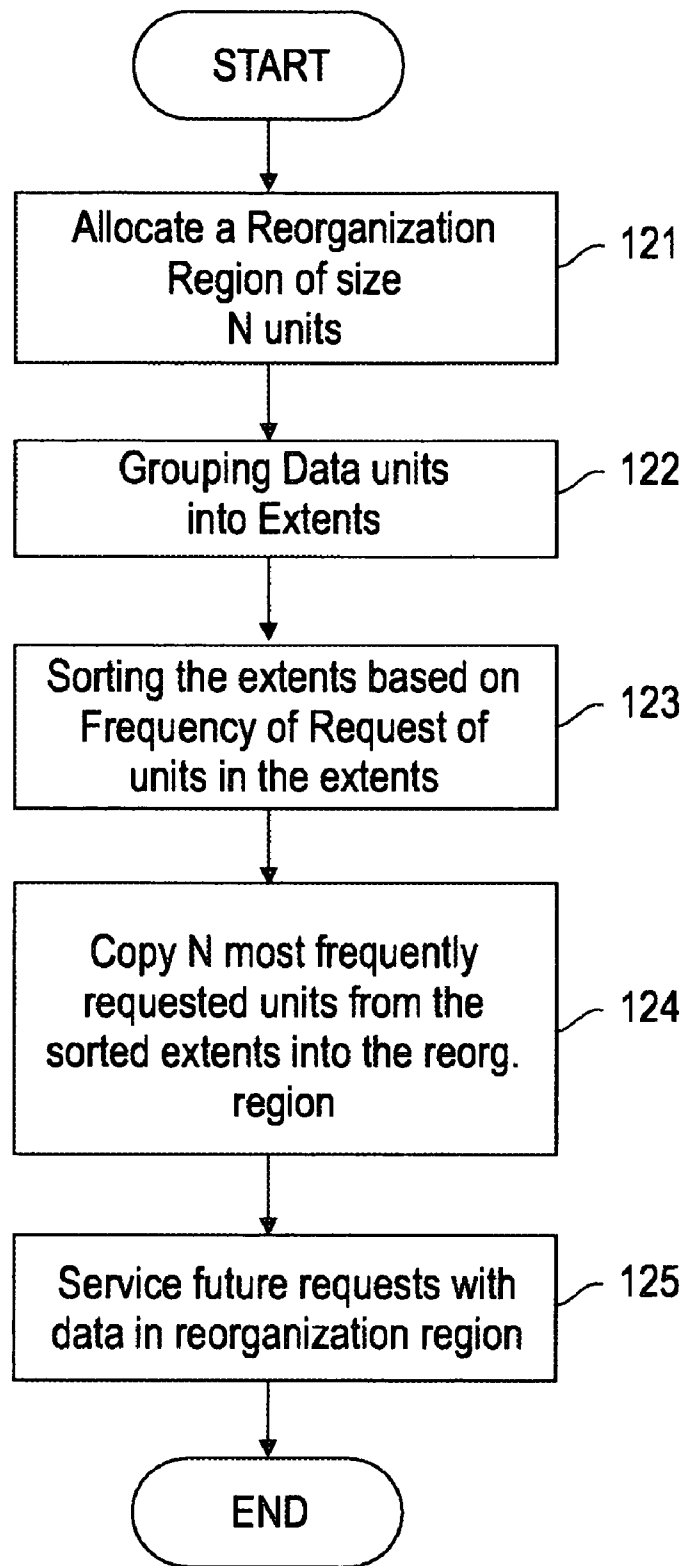 START
Allocate a Reorganization
Region of size
N units
121
Grouping Data units
into Extents
122
Sorting the extents based on
Frequency of Request of
units in the extents
123
Copy N most frequently
requested units from the
sorted extents into the reorg.
region
124
Service future requests with
data in reorganization region
125
END